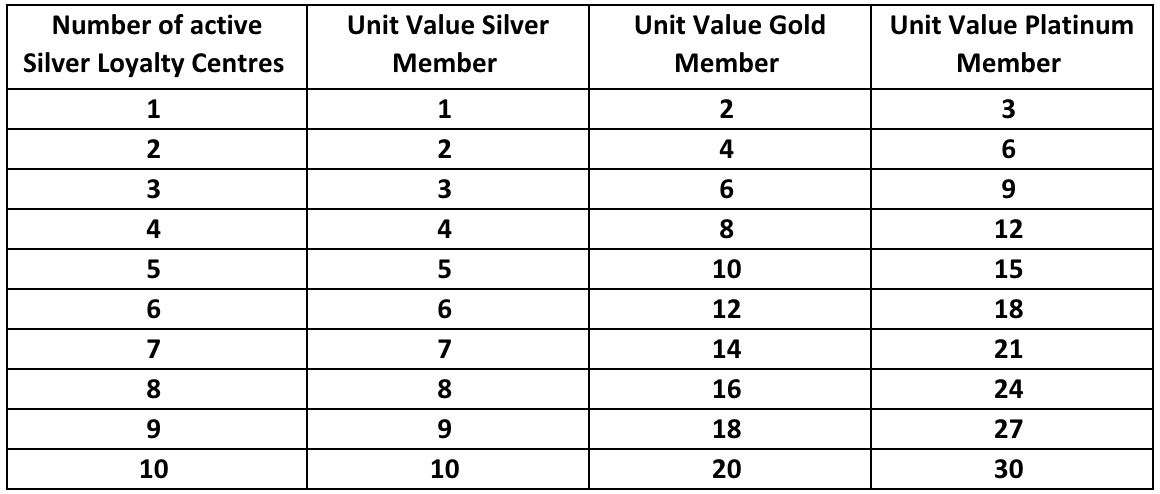 Number of active Silver Loyalty Centres | Unit Value Silver Member | Unit Value Gold Member | Unit Value Platinum Member
1 | 1 | 2 | 3
2 | 2 | 4 | 6
3 | 3 | 6 | 9
4 | 4 | 8 | 12
5 | 5 | 10 | 15
6 | 6 | 12 | 18
7 | 7 | 14 | 21
8 | 8 | 16 | 24
9 | 9 | 18 | 27
10 | 10 | 20 | 30